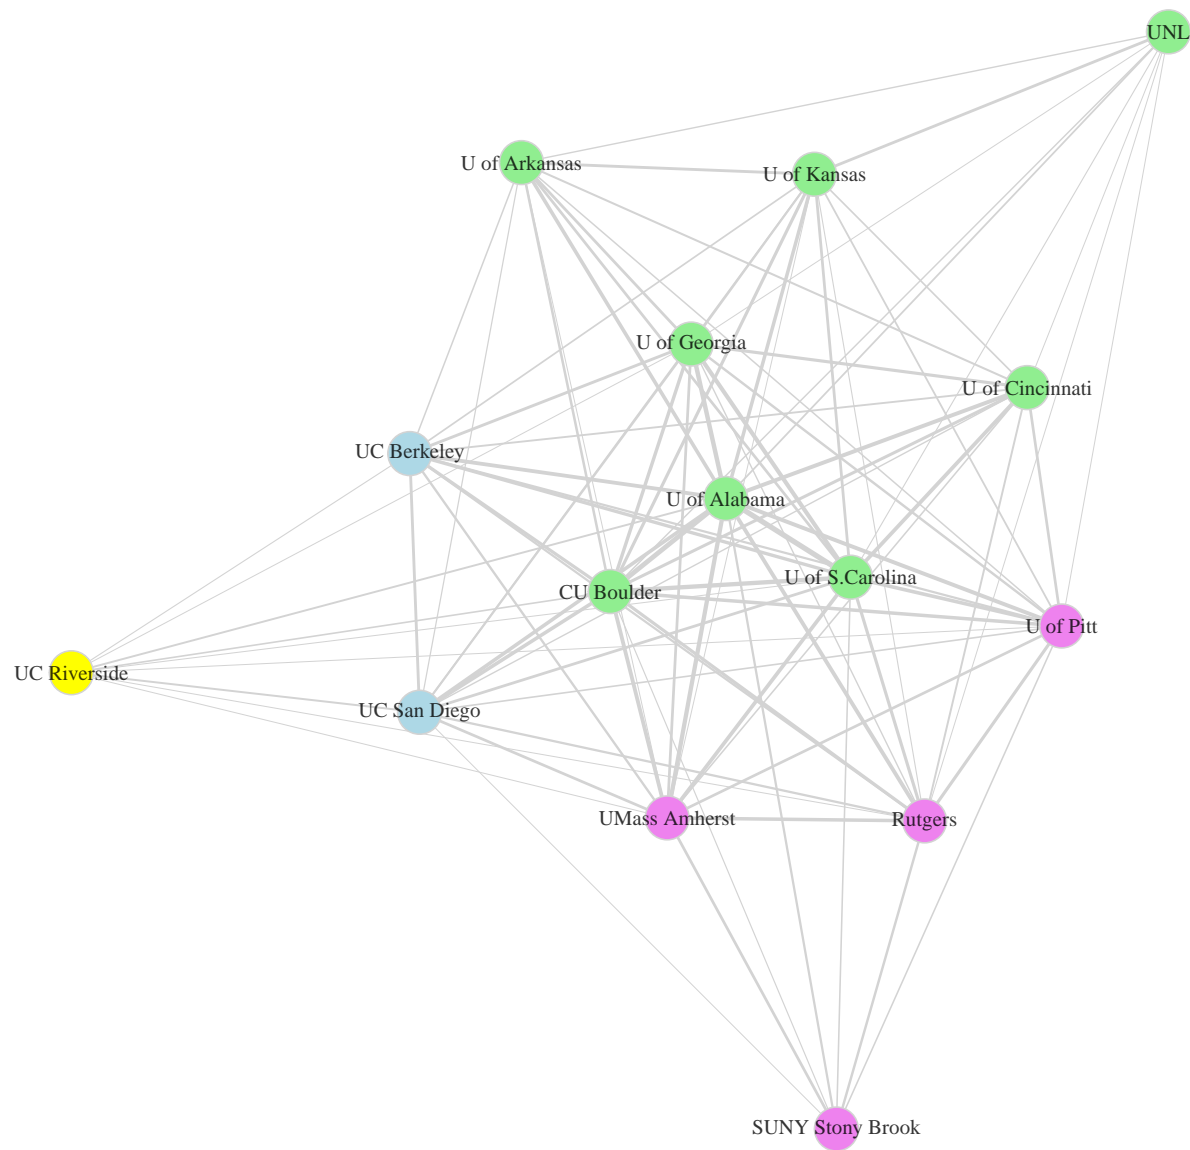 UNL
U of Arkansas
U of Kansas
U of Georgia
U of Cincinnati
UC Berkeley
U of Alabama
U of S.Carolina
CU Boulder
U of Pitt
UC Riverside
UC San Diego
UMass Amherst
Rutgers
SUNY Stony Brook